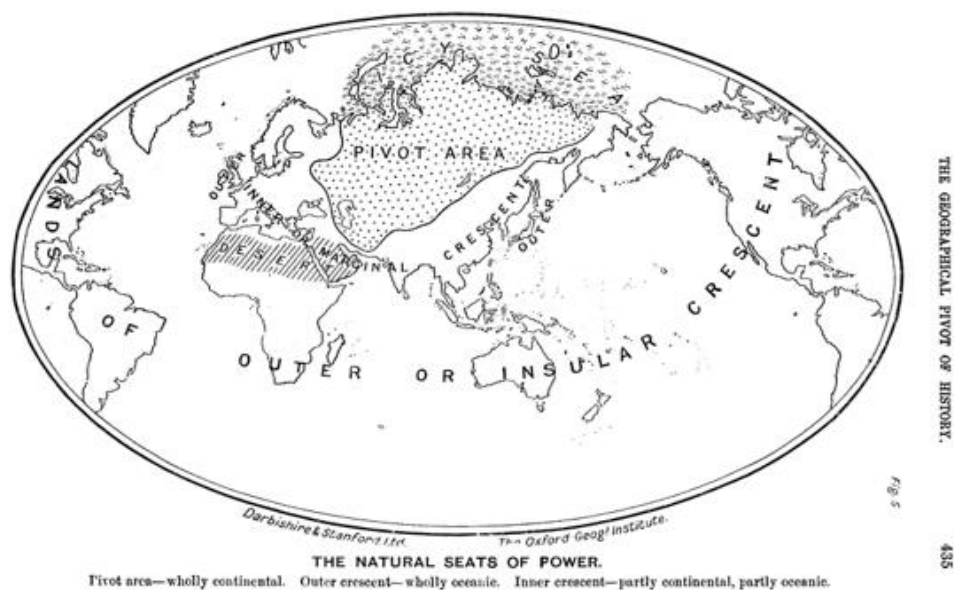 ICY SEA
PIVOT AREA
LANDS OF OUTER OR INSULAR CRESCENT
INNER OR MARGINAL CRESCENT
OUTER
OUTER
DESERT
Darbishire & Stanford Ltd.
The Oxford Geogl Institute.
THE NATURAL SEATS OF POWER.
Pivot area—wholly continental. Outer crescent—wholly oceanic. Inner crescent—partly continental, partly oceanic.
THE GEOGRAPHICAL PIVOT OF HISTORY.
Fig 5
435